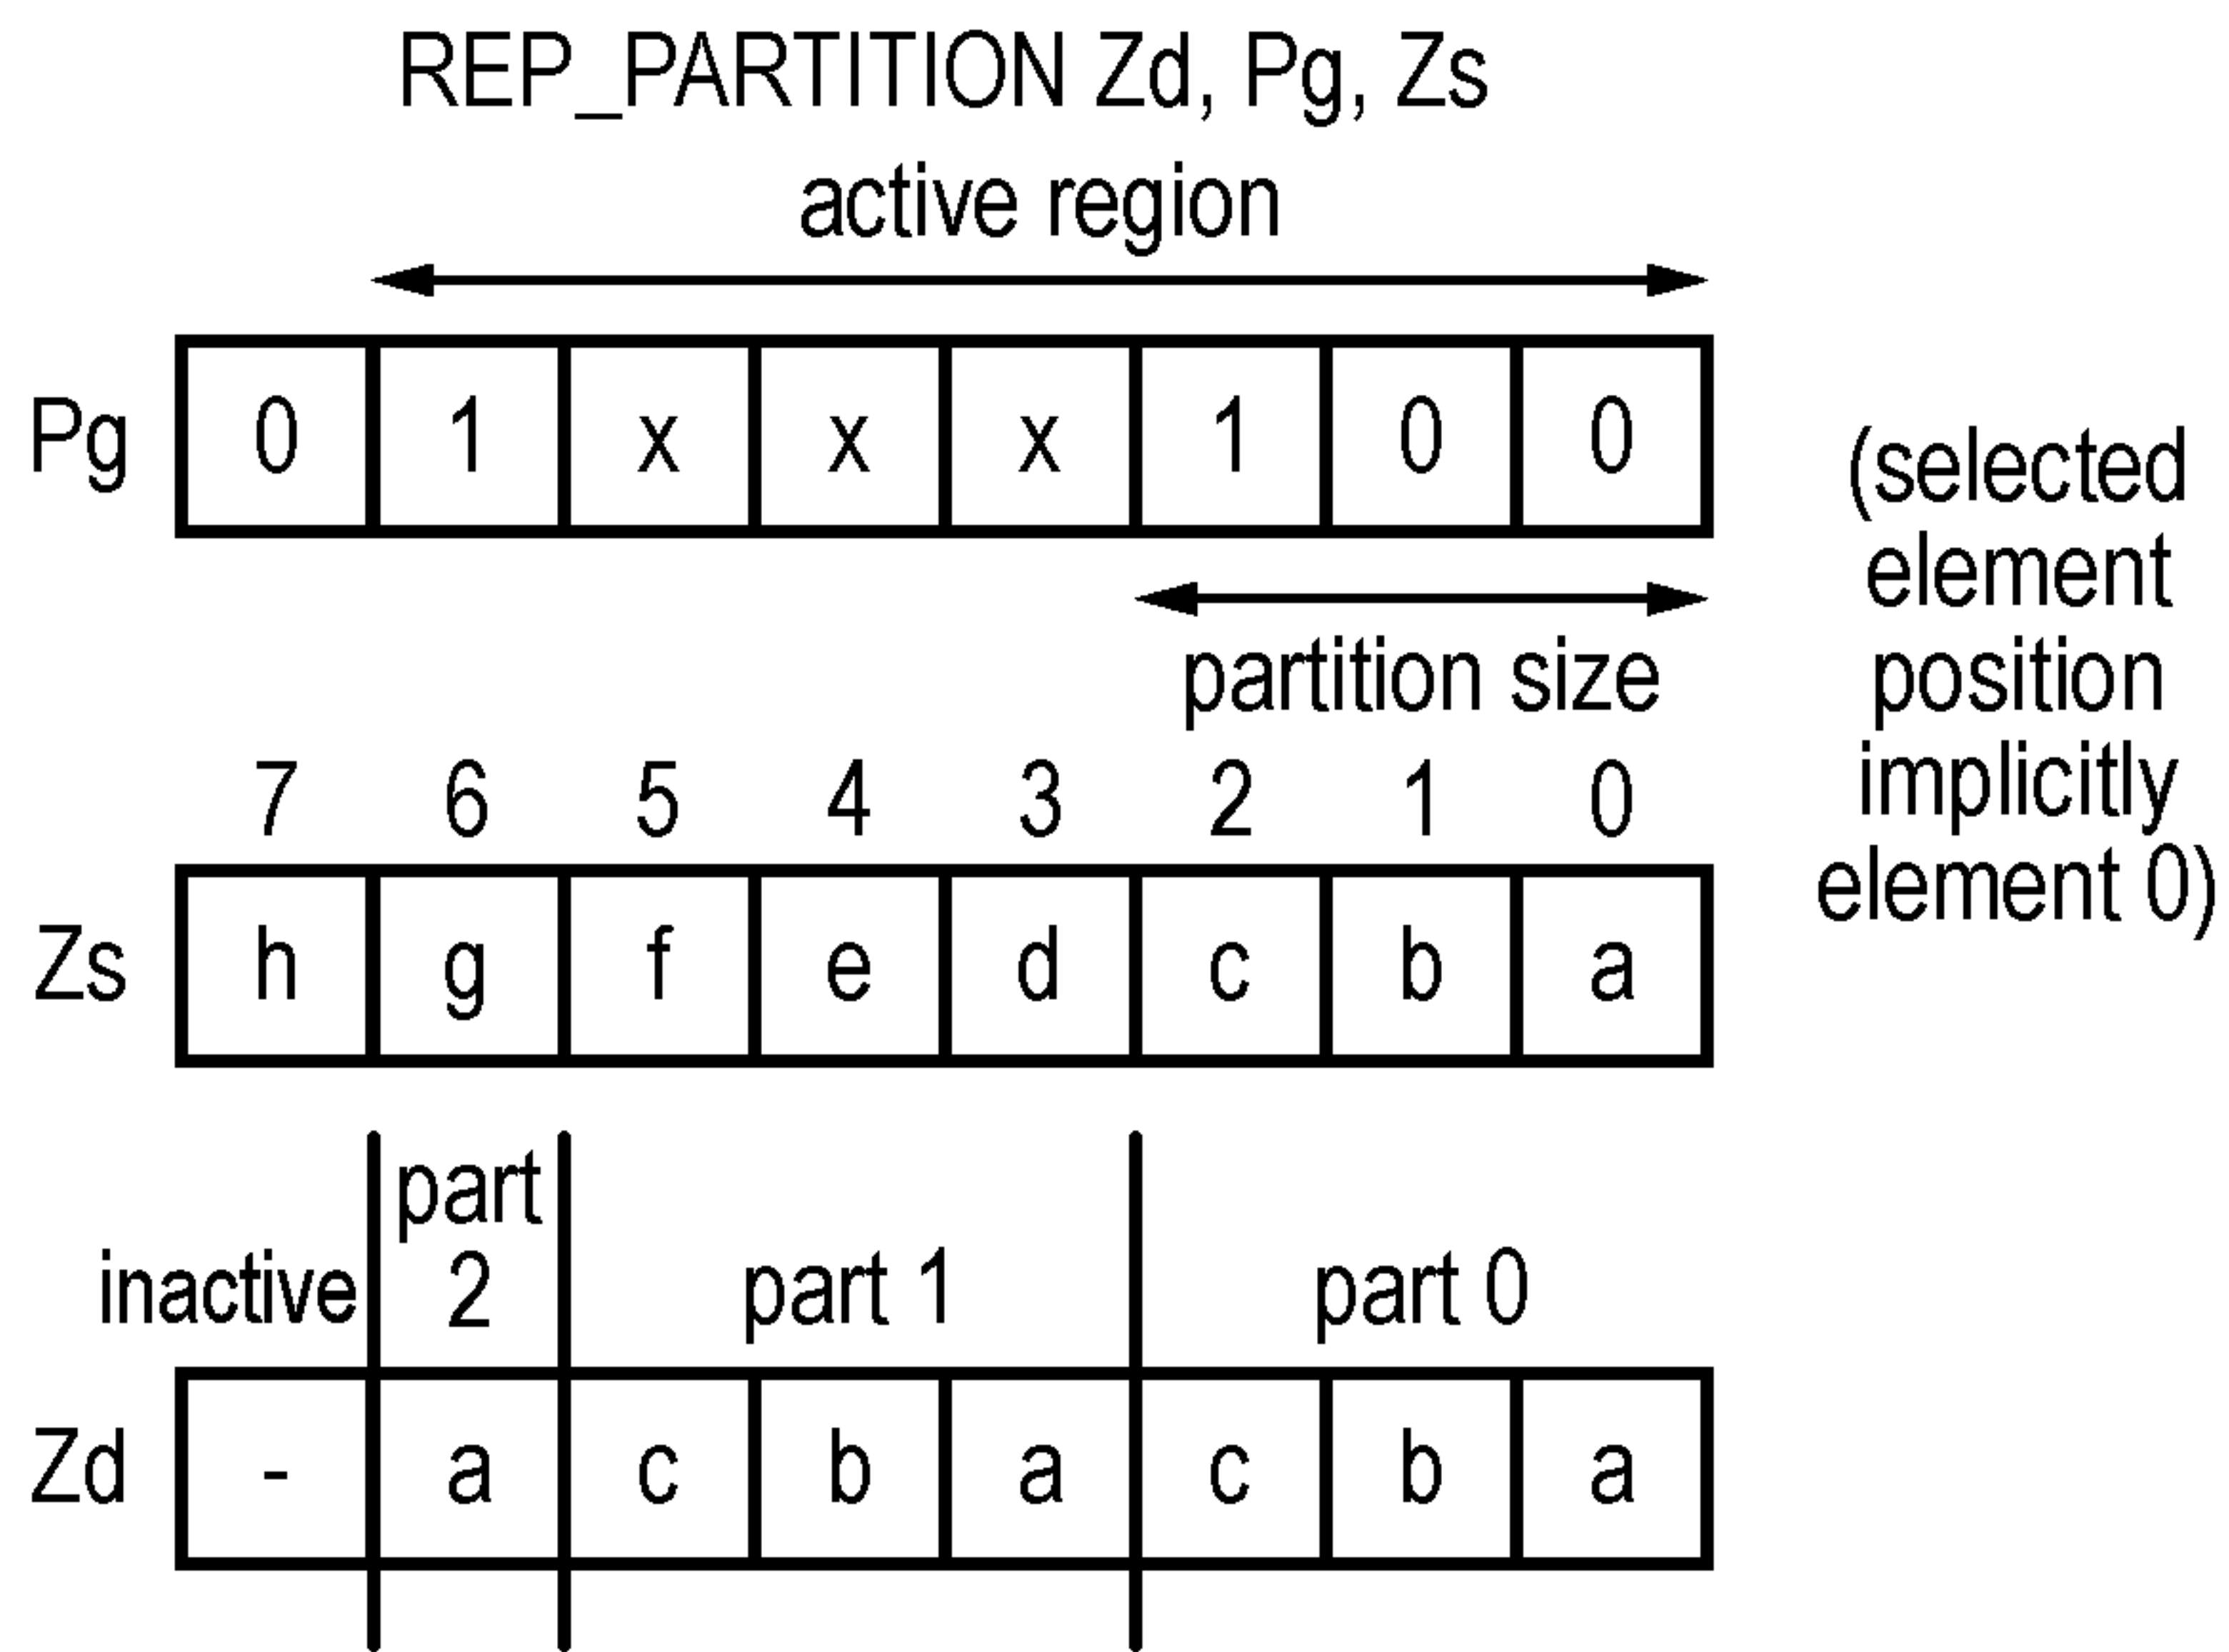 REP_PARTITION Zd, Pg, Zs
active region
Pg 0 1 x x x 1 0 0
partition size
(selected
element
position
implicitly
element 0)
7 6 5 4 3 2 1 0
Zs h g f e d c b a
part
inactive 2 part 1 part 0
Zd - a c b a c b a